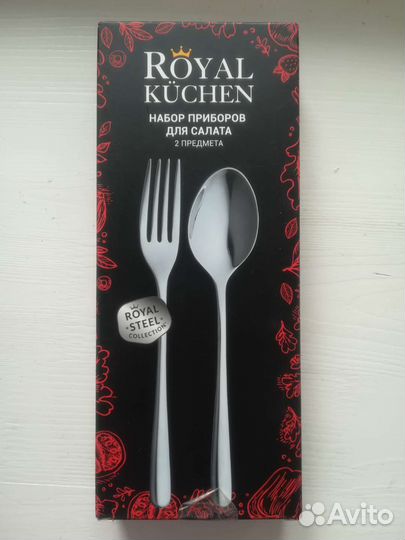 ROYAL
KÜCHEN
НАБОР ПРИБОРОВ
ДЛЯ САЛАТА
2 ПРЕДМЕТА
ROYAL
• STEEL •
COLLECTION
Avito